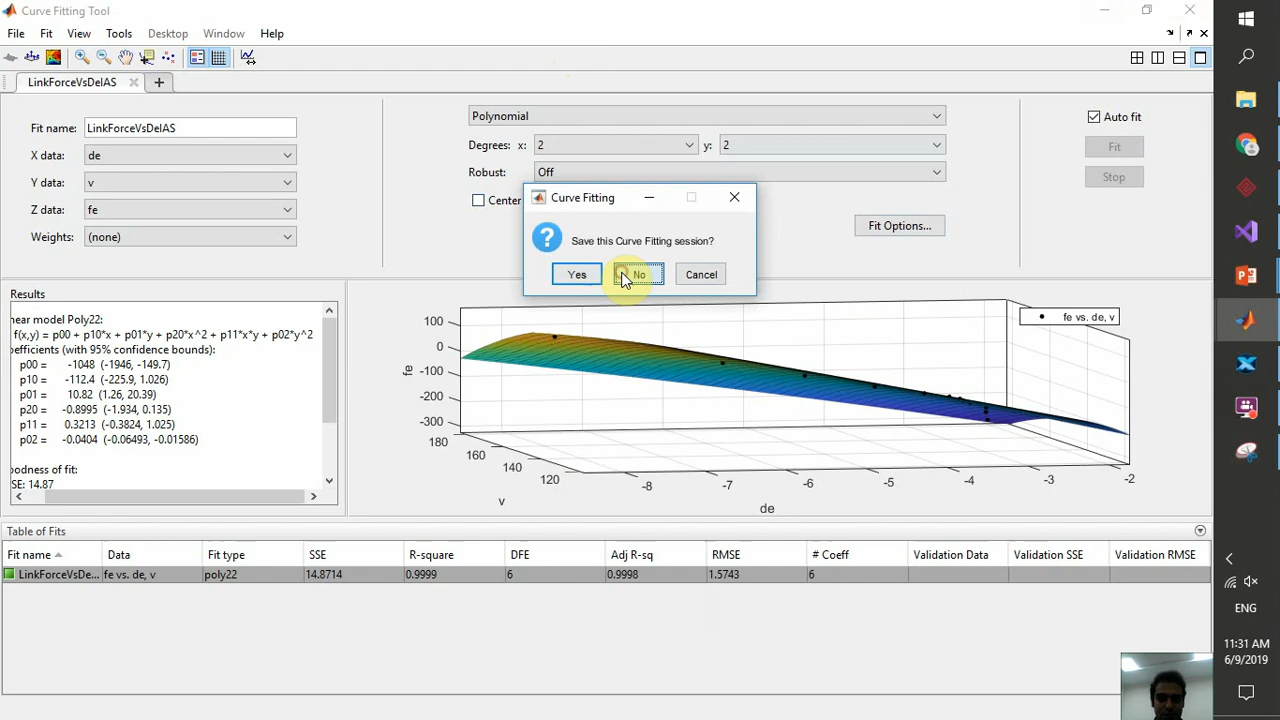 Curve Fitting Tool
File Fit View Tools Desktop Window Help
LinkForceVsDelAS
Fit name: LinkForceVsDelAS
X data: de
Y data: v
Z data: fe
Weights: (none)
Polynomial
Degrees: x: 2 y: 2
Robust: Off
Center
Fit Options...
Auto fit
Fit
Stop
Curve Fitting
Save this Curve Fitting session?
Yes No Cancel
Results
near model Poly22:
f(x,y) = p00 + p10*x + p01*y + p20*x^2 + p11*x*y + p02*y^2
oefficients (with 95% confidence bounds):
p00 = -1048 (-1946, -149.7)
p10 = -112.4 (-225.9, 1.026)
p01 = 10.82 (1.26, 20.39)
p20 = -0.8995 (-1.934, 0.135)
p11 = 0.3213 (-0.3824, 1.025)
p02 = -0.0404 (-0.06493, -0.01586)
oodness of fit:
SE: 14.87
fe vs. de, v
100
0
-100
-200
-300
fe
180
160
140
120
v
-8 -7 -6 -5 -4 -3 -2
de
Table of Fits
Fit name Data Fit type SSE R-square DFE Adj R-sq RMSE # Coeff Validation Data Validation SSE Validation RMSE
LinkForceVsDe... fe vs. de, v poly22 14.8714 0.9999 6 0.9998 1.5743 6
ENG
11:31 AM
6/9/2019